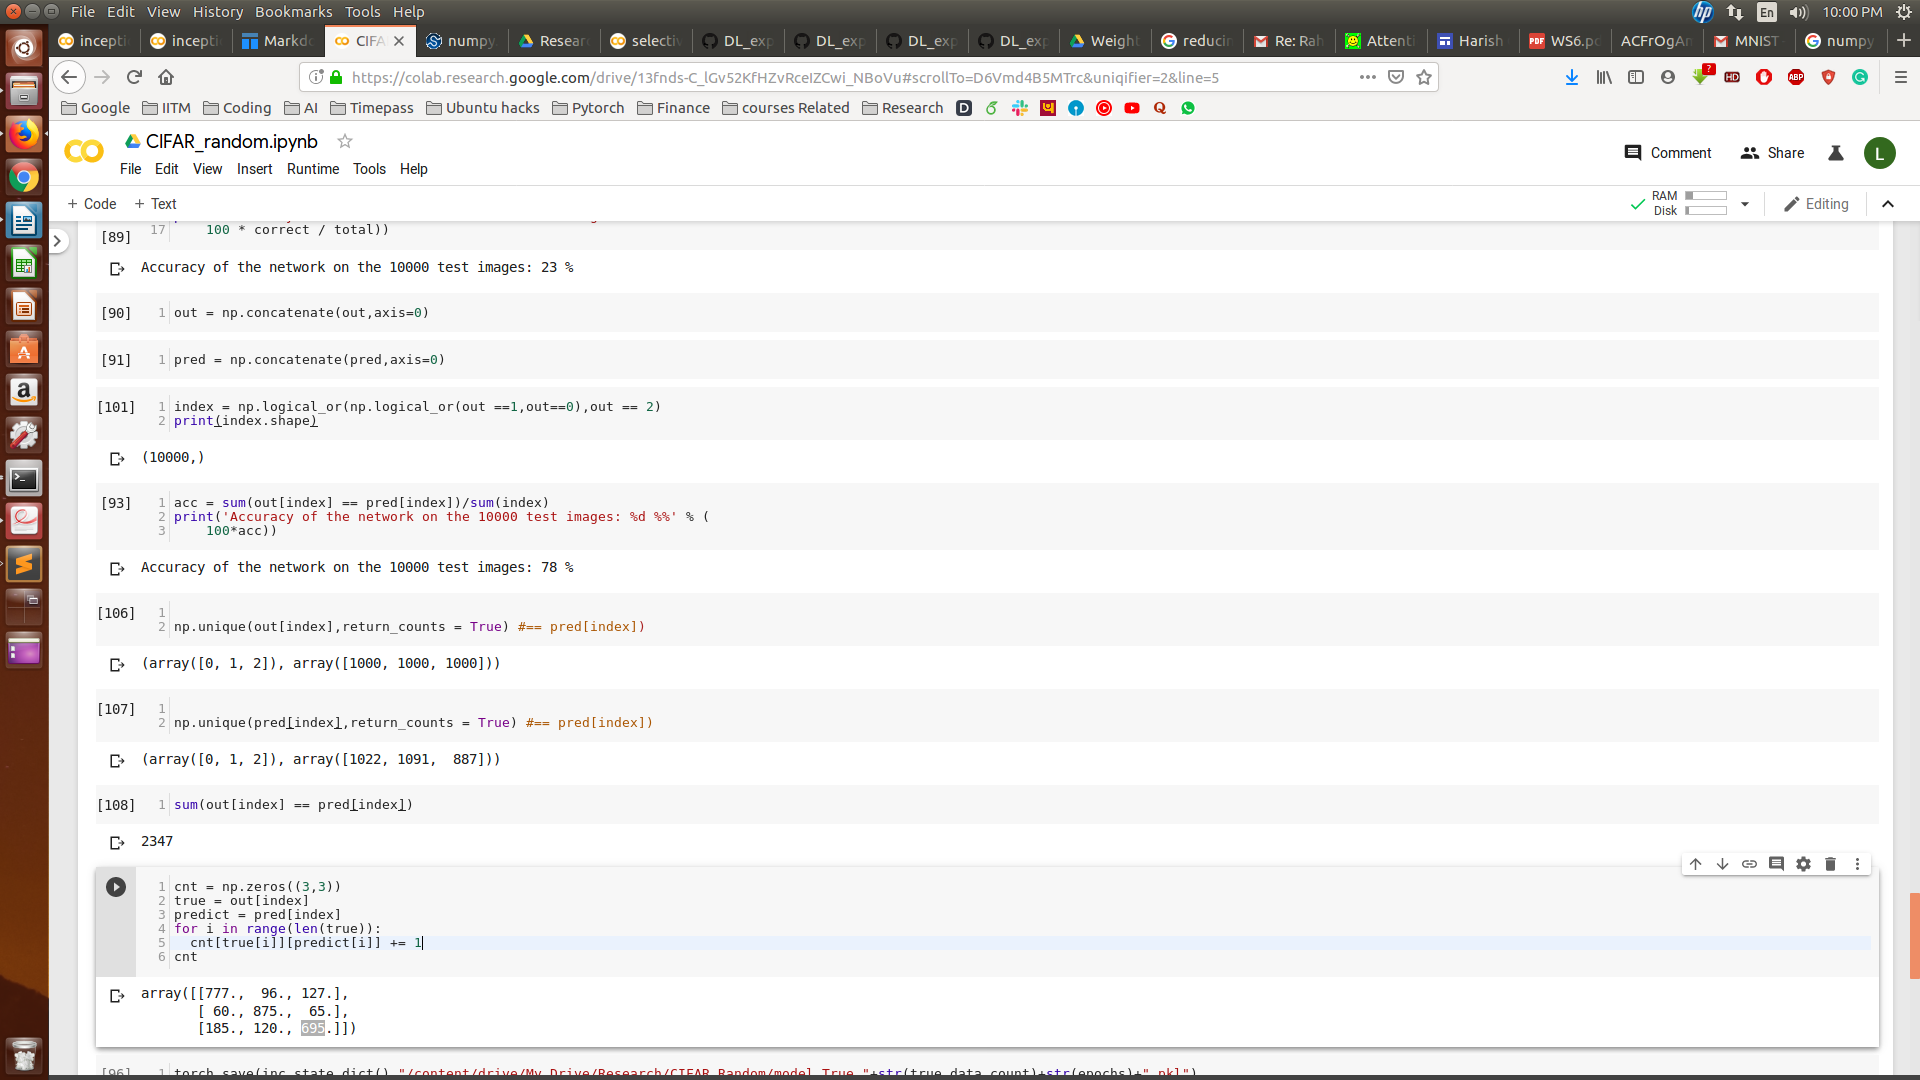 File Edit View History Bookmarks Tools Help
En 10:00 PM
incepti incepti Markdo CIFA numpy. Resear selectiv DL_exp DL_exp DL_exp DL_exp Weight reducin Re: Rah Attenti Harish WS6.p ACFrOgAn MNIST numpy
https://colab.research.google.com/drive/13fnds-C_lGv52KfHZvRceIZCwi_NBoVu#scrollTo=D6Vmd4B5MTrc&uniqifier=2&line=5
Google IITM Coding AI Timepass Ubuntu hacks Pytorch Finance courses Related Research
CIFAR_random.ipynb
Comment Share L
File Edit View Insert Runtime Tools Help
+ Code + Text
RAM
Disk
Editing
[89] 17 100 * correct / total))
Accuracy of the network on the 10000 test images: 23 %
[90] 1 out = np.concatenate(out,axis=0)
[91] 1 pred = np.concatenate(pred,axis=0)
[101] 1 index = np.logical_or(np.logical_or(out ==1,out==0),out == 2)
2 print(index.shape)
(10000,)
[93] 1 acc = sum(out[index] == pred[index])/sum(index)
2 print('Accuracy of the network on the 10000 test images: %d %%' % (
3 100*acc))
Accuracy of the network on the 10000 test images: 78 %
[106] 1
2 np.unique(out[index],return_counts = True) #== pred[index])
(array([0, 1, 2]), array([1000, 1000, 1000]))
[107] 1
2 np.unique(pred[index],return_counts = True) #== pred[index])
(array([0, 1, 2]), array([1022, 1091,  887]))
[108] 1 sum(out[index] == pred[index])
2347
1 cnt = np.zeros((3,3))
2 true = out[index]
3 predict = pred[index]
4 for i in range(len(true)):
5 cnt[true[i]][predict[i]] += 1
6 cnt
array([[777.,  96., 127.],
[ 60., 875.,  65.],
[185., 120., 695.]])
[96] 1 torch.save(inc.state_dict(),"/content/drive/My Drive/Research/CIFAR_Random/model_True_"+str(true_data_count)+str(epochs)+".pkl")